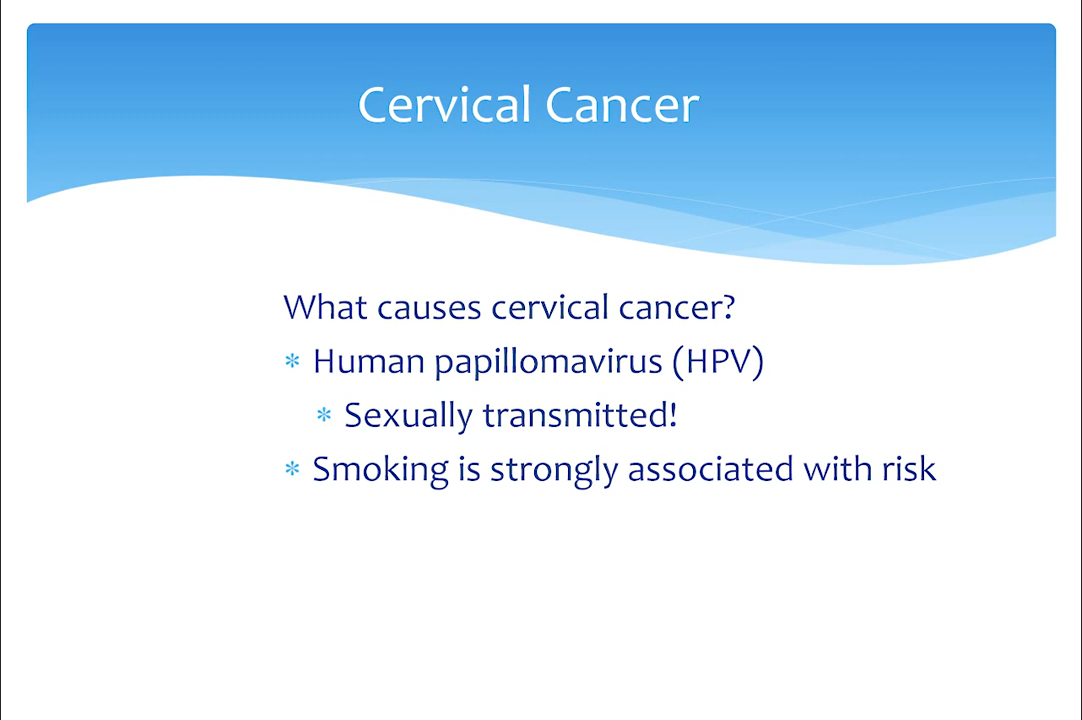 Cervical Cancer
What causes cervical cancer?
* Human papillomavirus (HPV)
* Sexually transmitted!
* Smoking is strongly associated with risk